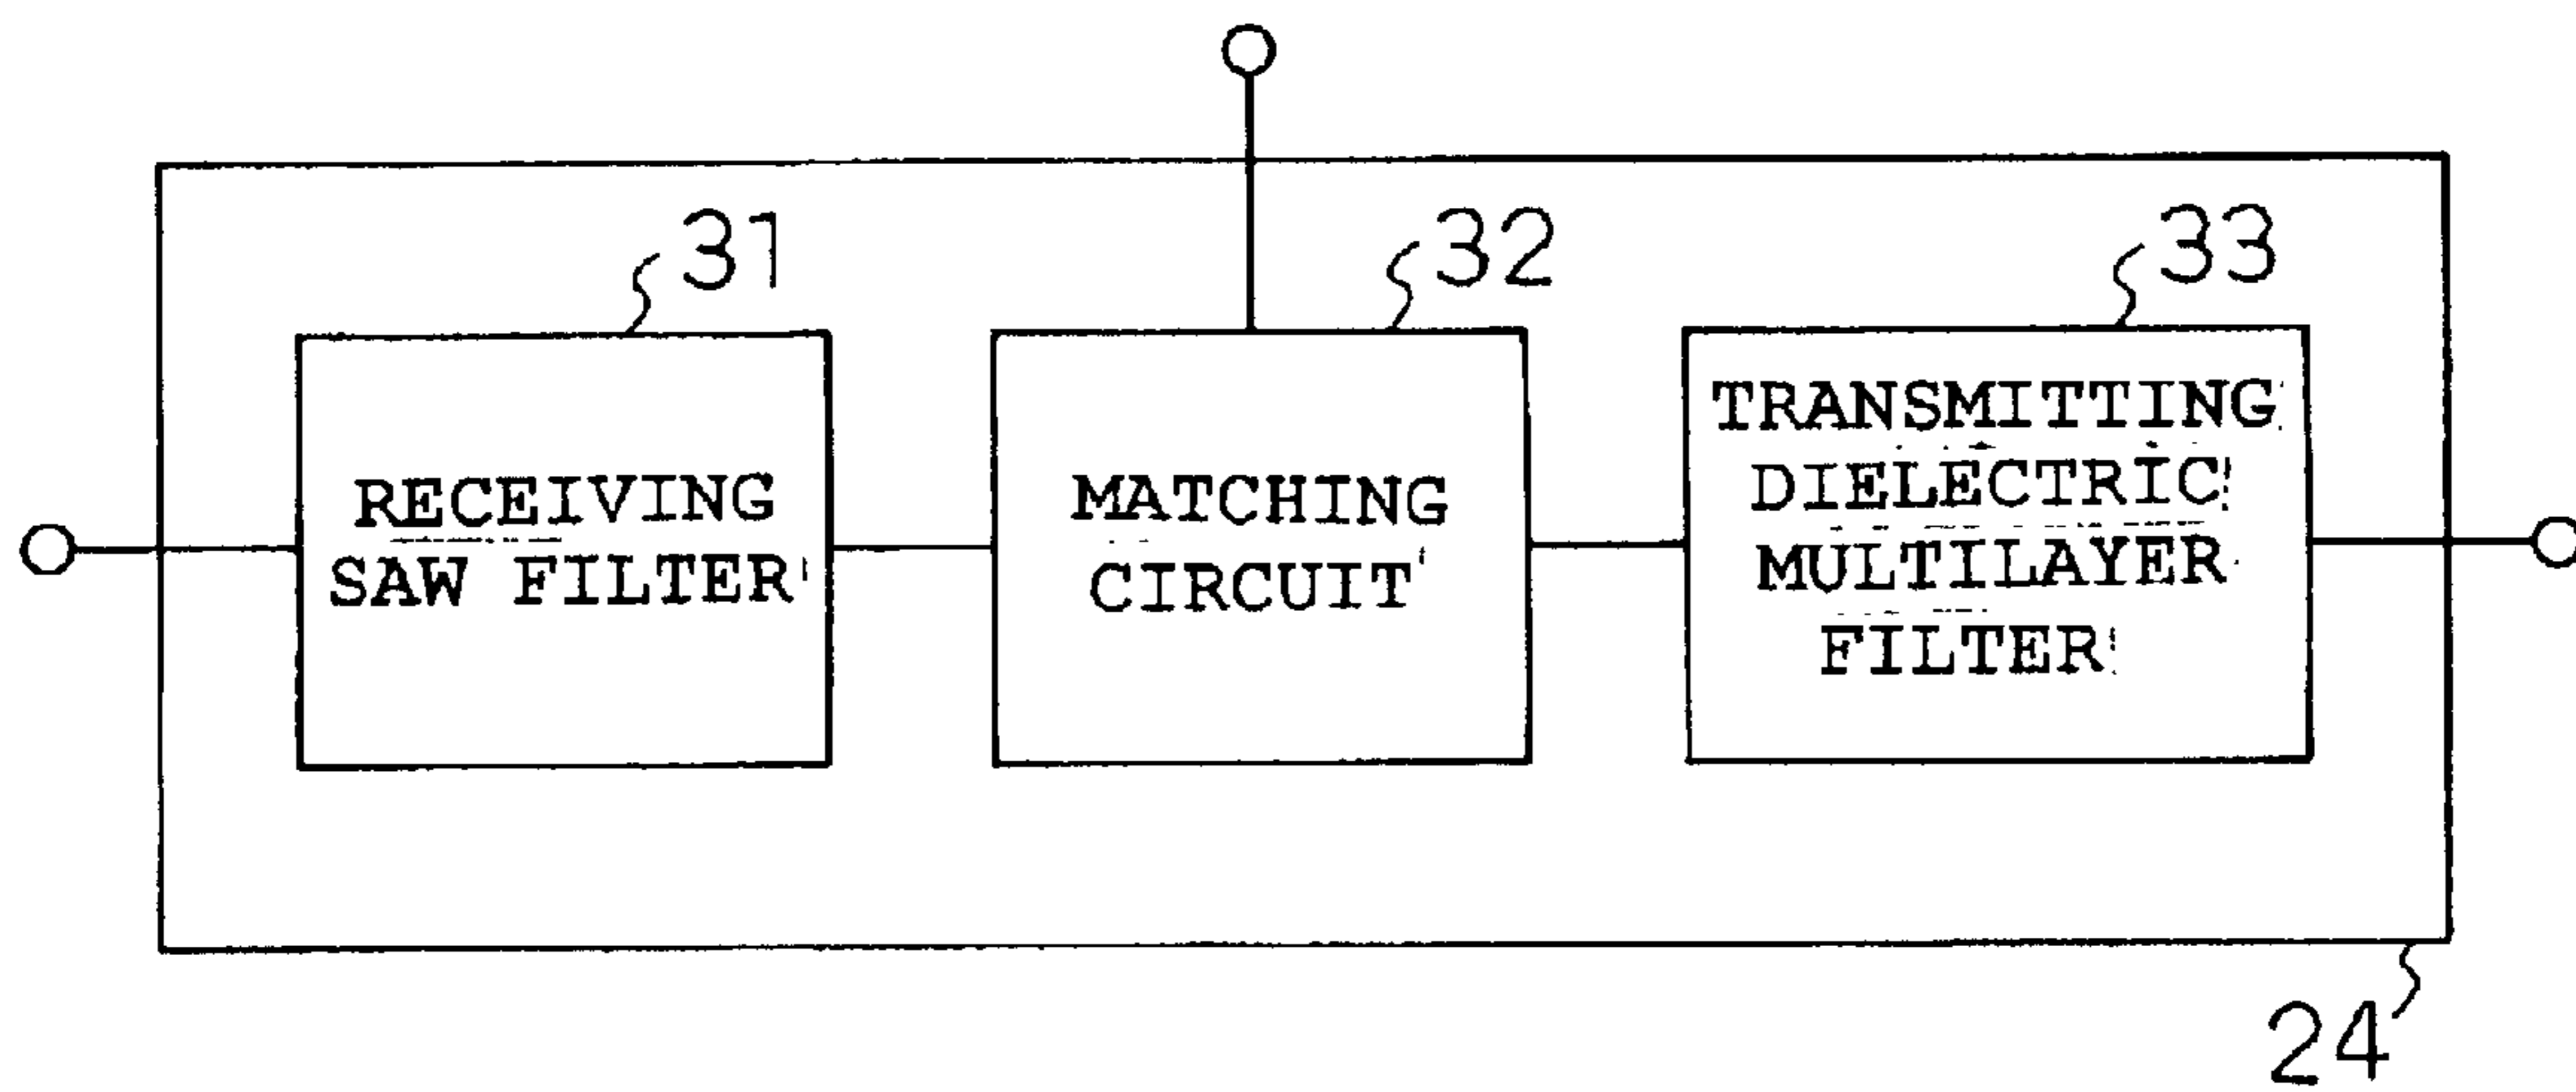 31
32
33
RECEIVING
SAW FILTER
MATCHING
CIRCUIT
TRANSMITTING
DIELECTRIC
MULTILAYER
FILTER
24